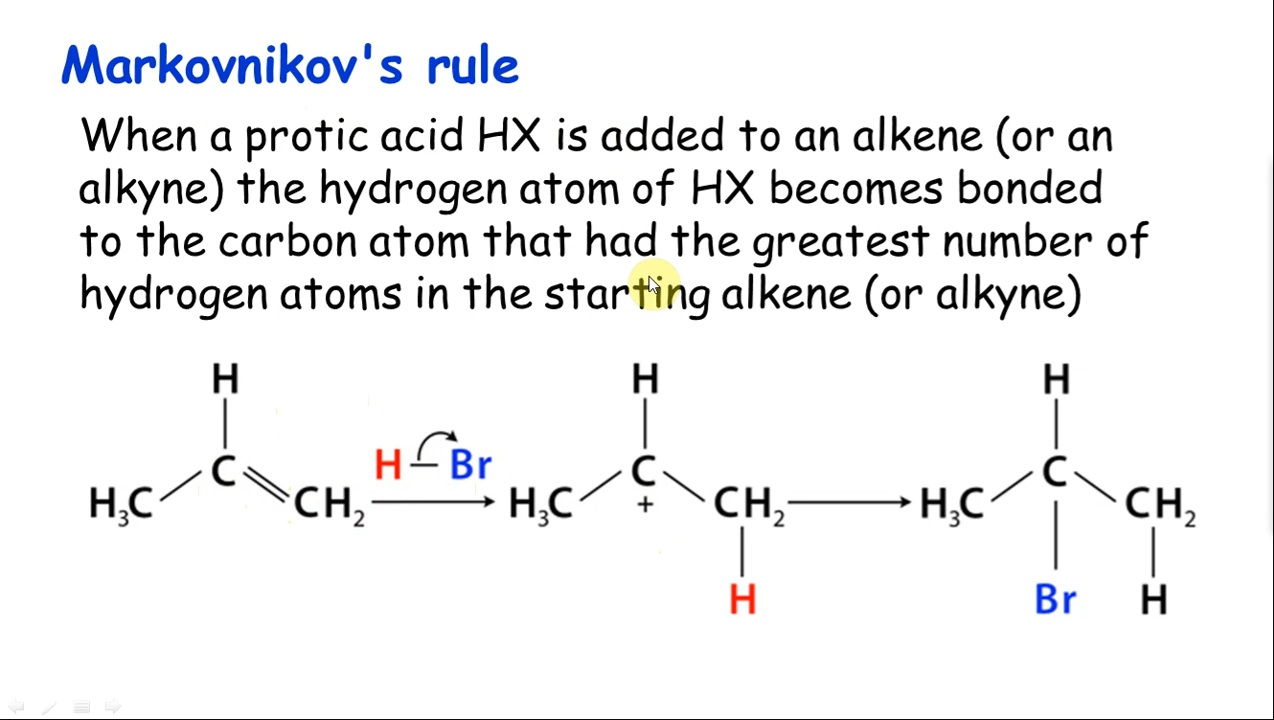 Markovnikov's rule
When a protic acid HX is added to an alkene (or an
alkyne) the hydrogen atom of HX becomes bonded
to the carbon atom that had the greatest number of
hydrogen atoms in the starting alkene (or alkyne)
H H H
H₃C C CH₂ H Br H₃C C CH₂ H₃C C CH₂
+
H Br H